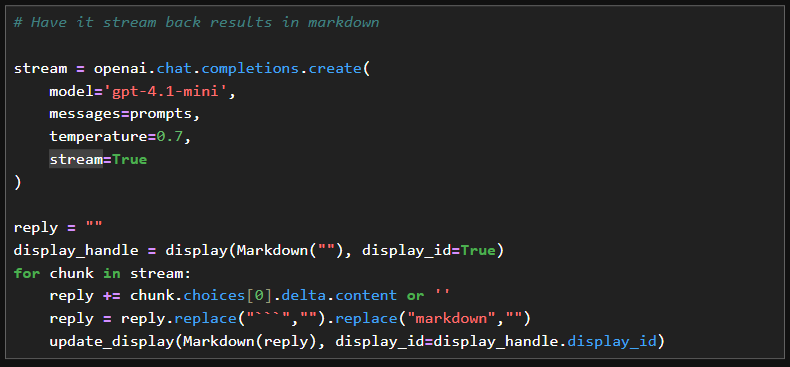 # Have it stream back results in markdown

stream = openai.chat.completions.create(
    model='gpt-4.1-mini',
    messages=prompts,
    temperature=0.7,
    stream=True
)

reply = ""
display_handle = display(Markdown(""), display_id=True)
for chunk in stream:
    reply += chunk.choices[0].delta.content or ''
    reply = reply.replace("```","").replace("markdown","")
    update_display(Markdown(reply), display_id=display_handle.display_id)